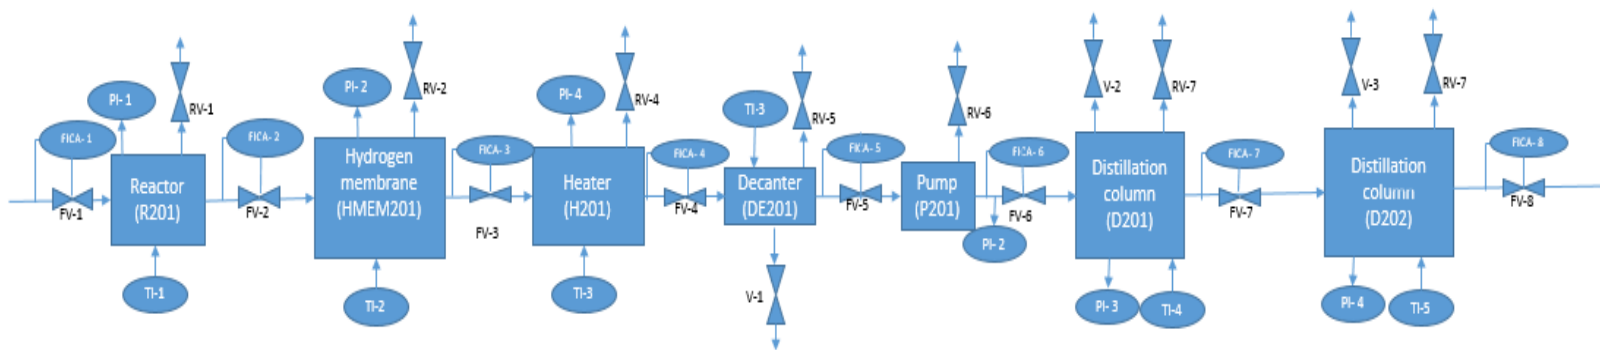 FICA- 1
PI- 1
RV-1
FV-1
Reactor
(R201)
TI-1
FICA- 2
FV-2
PI- 2
RV-2
Hydrogen
membrane
(HMEM201)
TI-2
FICA- 3
FV-3
PI- 4
RV-4
Heater
(H201)
TI-3
FICA- 4
FV-4
TI-3
RV-5
Decanter
(DE201)
V-1
FICA- 5
FV-5
RV-6
Pump
(P201)
FICA- 6
FV-6
PI- 2
V-2
RV-7
Distillation
column
(D201)
PI- 3
TI-4
FICA- 7
FV-7
V-3
RV-7
Distillation
column
(D202)
PI- 4
TI-5
FICA- 8
FV-8